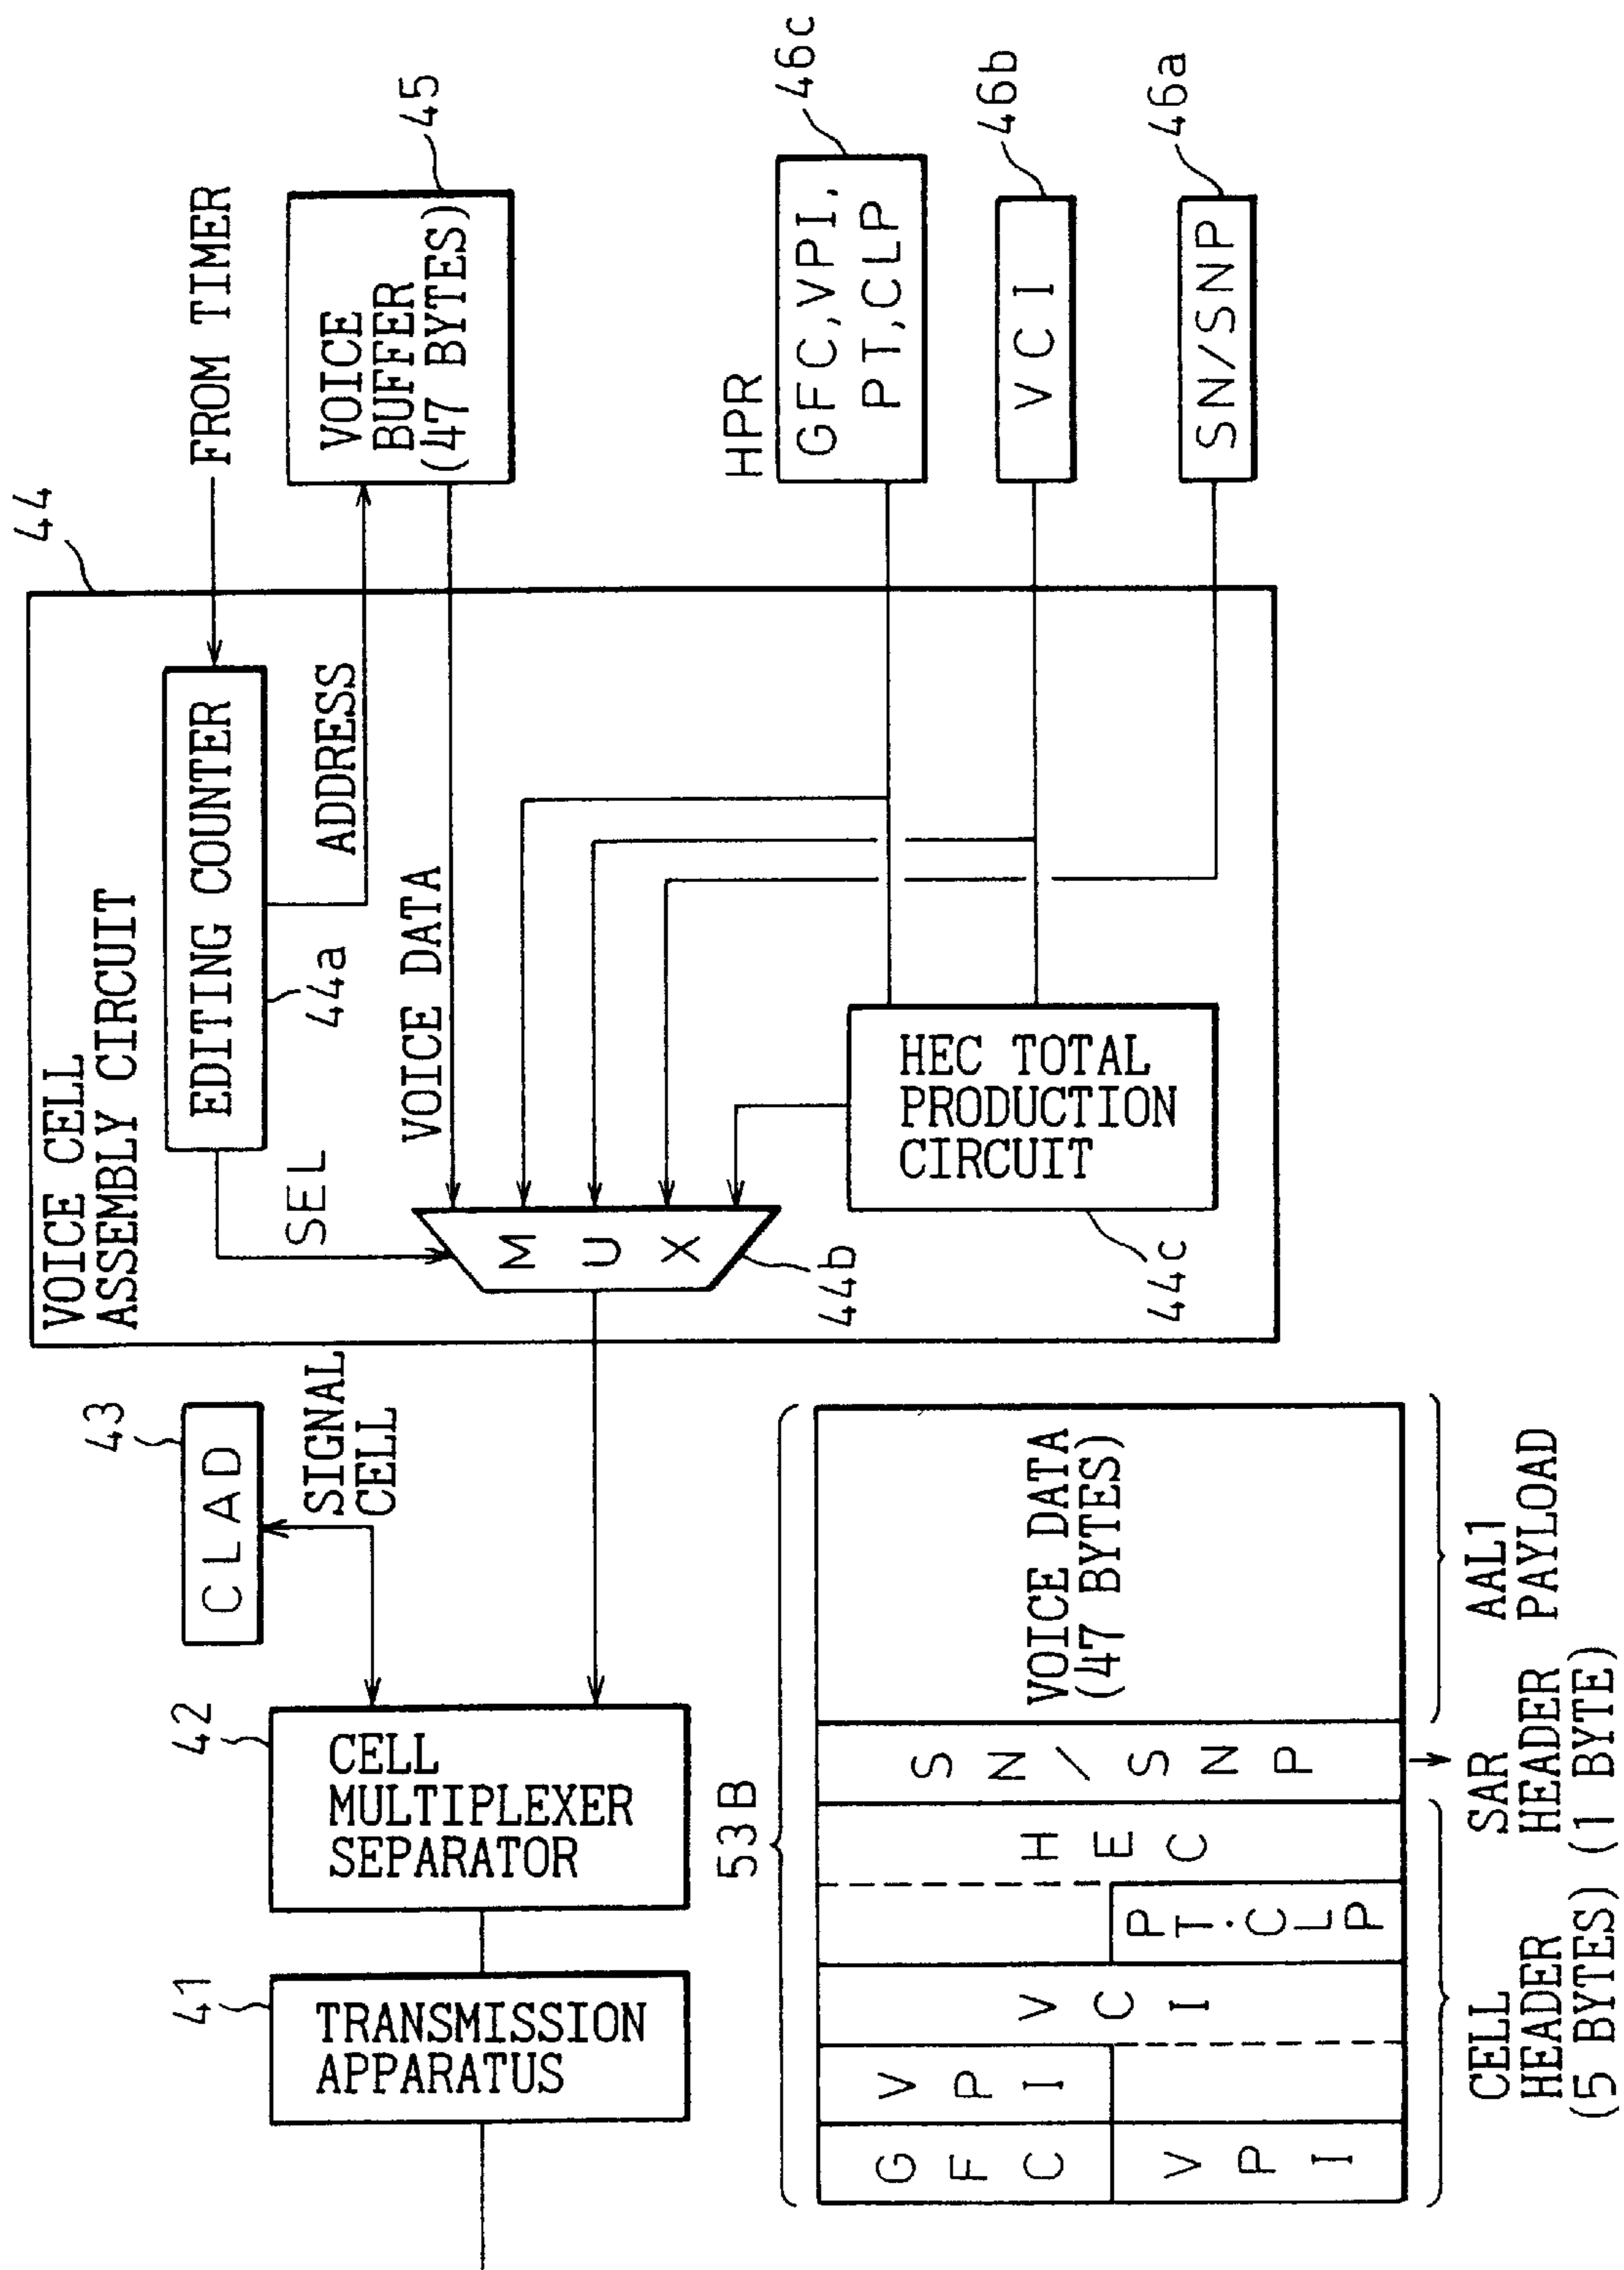 44
VOICE CELL
ASSEMBLY CIRCUIT
EDITING COUNTER
44a
FROM TIMER
SEL
ADDRESS
VOICE
BUFFER
(47 BYTES)
45
VOICE DATA
M U X
44b
HEC TOTAL
PRODUCTION
CIRCUIT
44c
HPR
GFC,VPI,
PT,CLP
46c
VCI
46b
SN/SNP
46a
43
CLAD
SIGNAL
CELL
42
CELL
MULTIPLEXER
SEPARATOR
41
TRANSMISSION
APPARATUS
53B
GFC
VPI
VPI
VCI
PT·CLP
HEC
SN/SNP
VOICE DATA
(47 BYTES)
CELL
HEADER
(5 BYTES)
SAR
HEADER
(1 BYTE)
AAL1
PAYLOAD